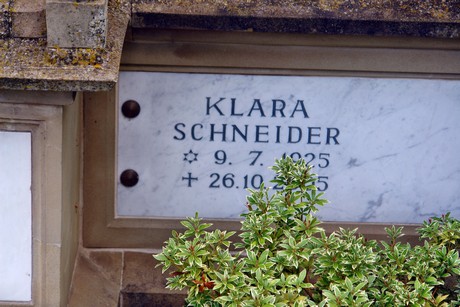 KLARA
SCHNEIDER
✡ 9. 7. 1925
✝ 26.10.